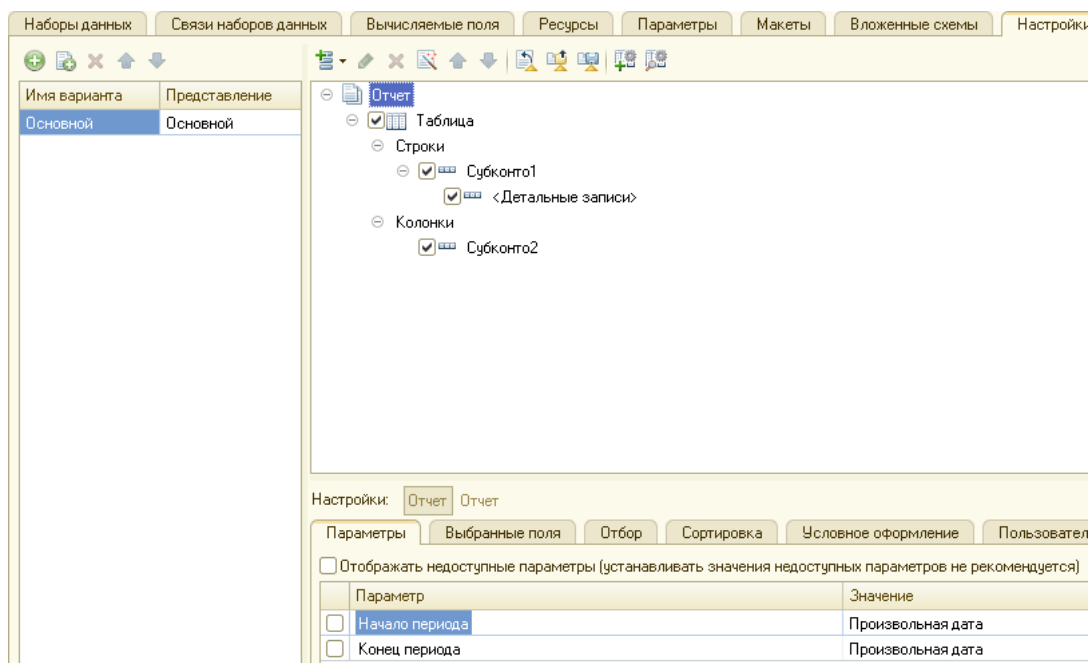 Наборы данных Связи наборов данных Вычисляемые поля Ресурсы Параметры Макеты Вложенные схемы Настройки
Имя варианта Представление
Основной Основной
Отчет
Таблица
Строки
Субконто1
<Детальные записи>
Колонки
Субконто2
Настройки: Отчет Отчет
Параметры Выбранные поля Отбор Сортировка Условное оформление Пользовател
Отображать недоступные параметры (устанавливать значения недоступных параметров не рекомендуется)
Параметр Значение
Начало периода Произвольная дата
Конец периода Произвольная дата